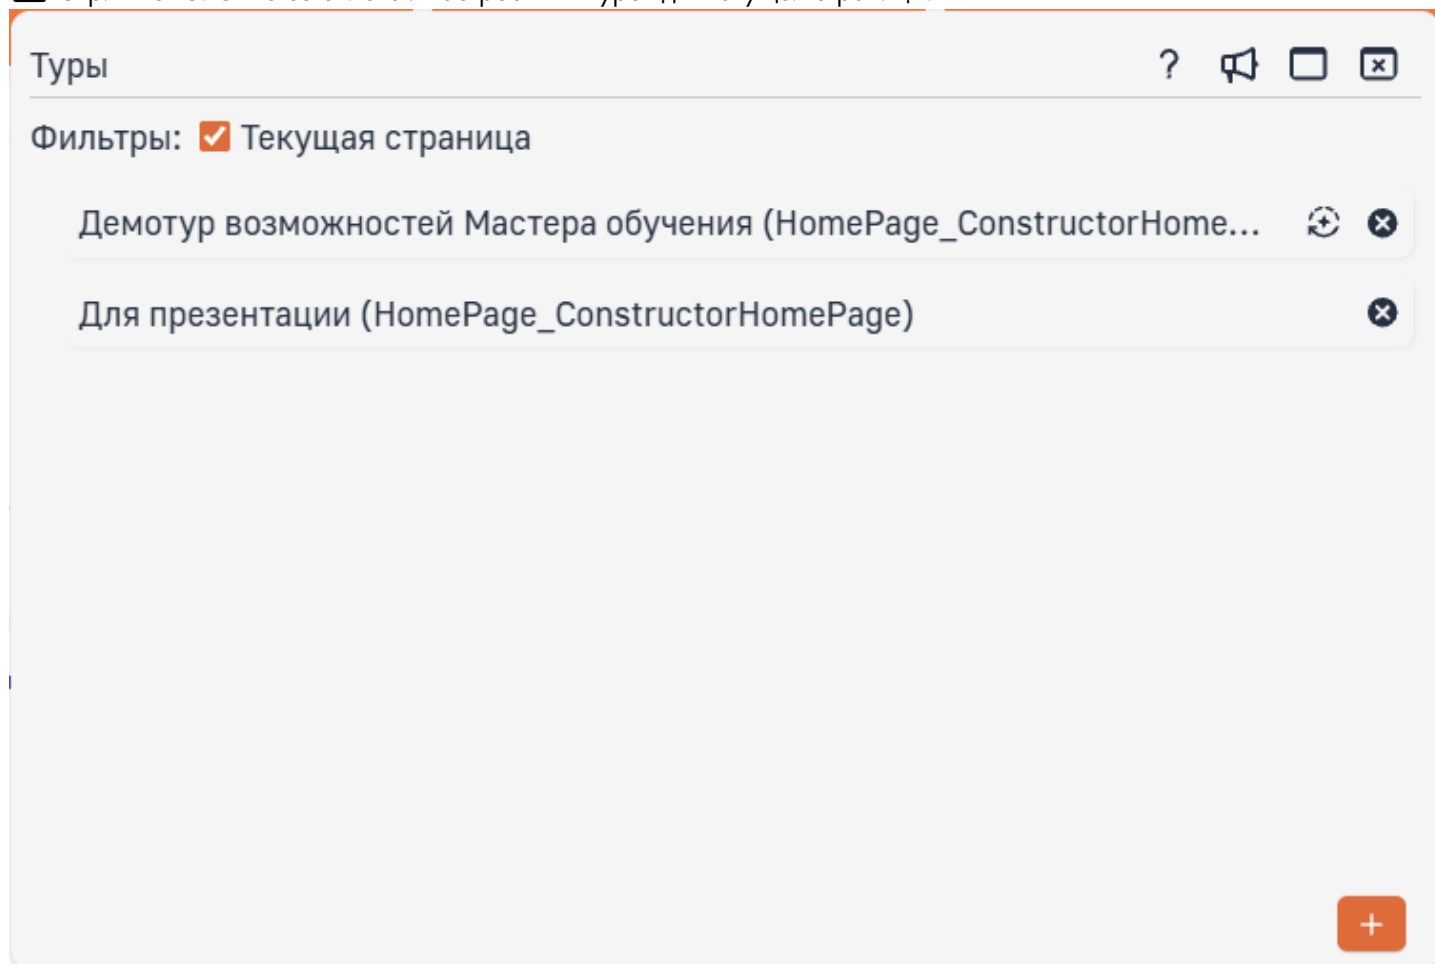 Туры
Фильтры: Текущая страница
Демотур возможностей Мастера обучения (HomePage_ConstructorHome...
Для презентации (HomePage_ConstructorHomePage)